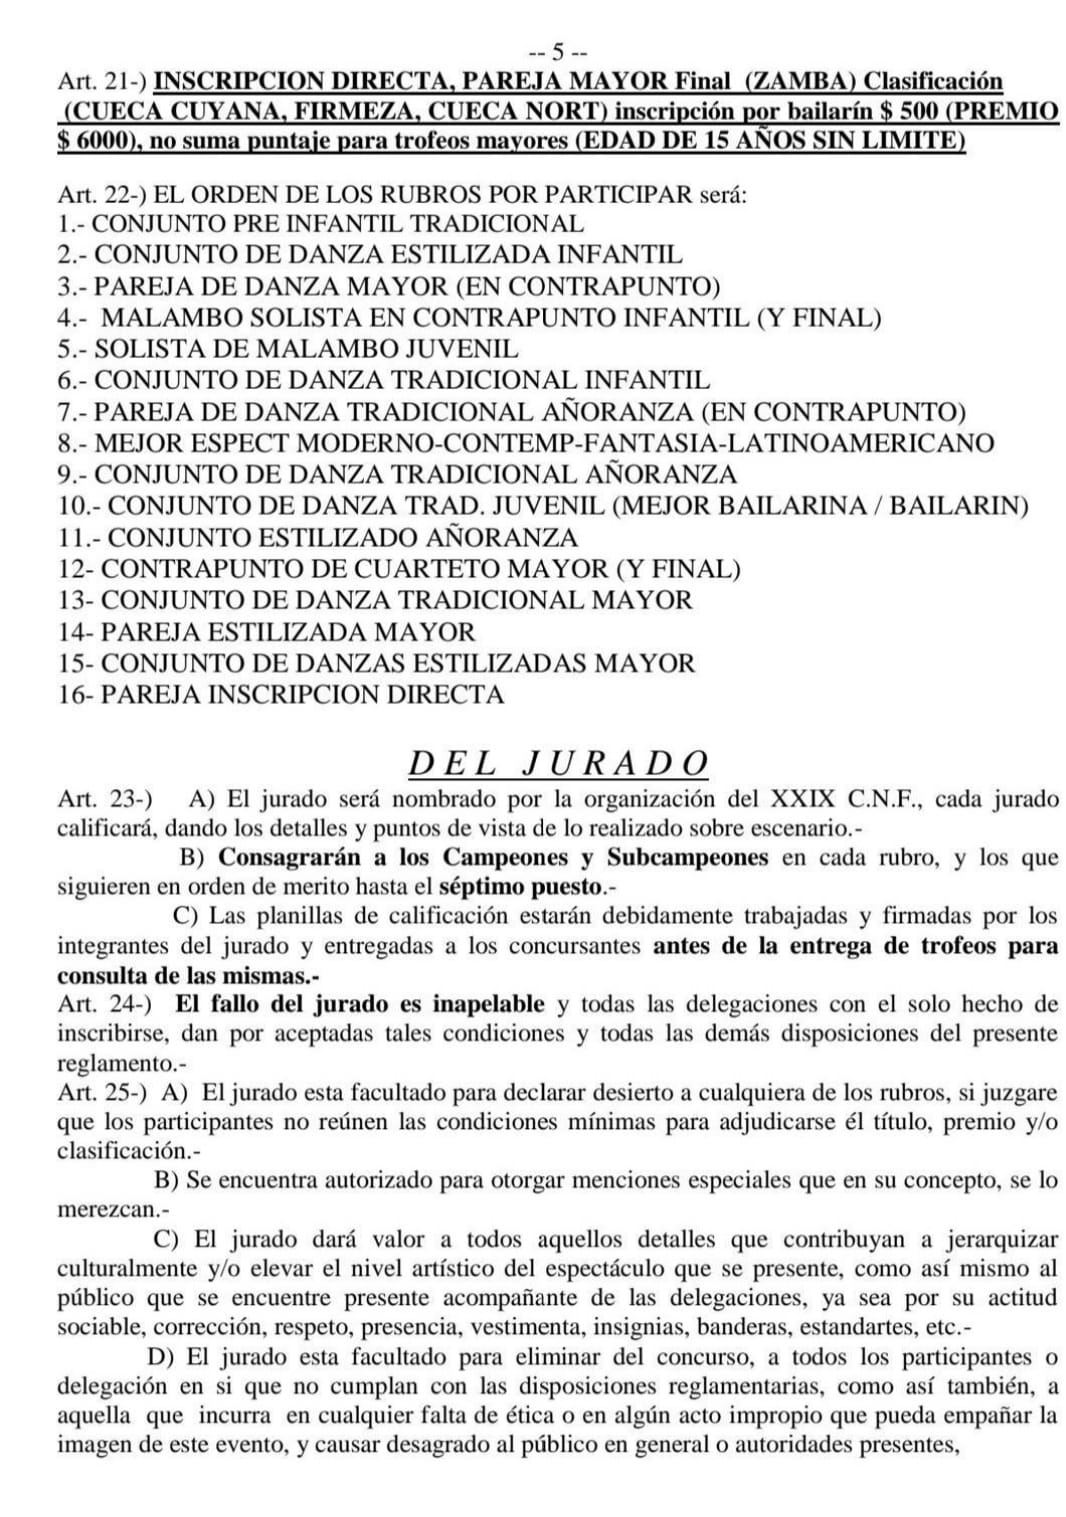 -- 5 --
Art. 21-) INSCRIPCION DIRECTA, PAREJA MAYOR Final (ZAMBA) Clasificación
(CUECA CUYANA, FIRMEZA, CUECA NORT) inscripción por bailarín $ 500 (PREMIO
$ 6000), no suma puntaje para trofeos mayores (EDAD DE 15 AÑOS SIN LIMITE)
Art. 22-) EL ORDEN DE LOS RUBROS POR PARTICIPAR será:
1.- CONJUNTO PRE INFANTIL TRADICIONAL
2.- CONJUNTO DE DANZA ESTILIZADA INFANTIL
3.- PAREJA DE DANZA MAYOR (EN CONTRAPUNTO)
4.- MALAMBO SOLISTA EN CONTRAPUNTO INFANTIL (Y FINAL)
5.- SOLISTA DE MALAMBO JUVENIL
6.- CONJUNTO DE DANZA TRADICIONAL INFANTIL
7.- PAREJA DE DANZA TRADICIONAL AÑORANZA (EN CONTRAPUNTO)
8.- MEJOR ESPECT MODERNO-CONTEMP-FANTASIA-LATINOAMERICANO
9.- CONJUNTO DE DANZA TRADICIONAL AÑORANZA
10.- CONJUNTO DE DANZA TRAD. JUVENIL (MEJOR BAILARINA / BAILARIN)
11.- CONJUNTO ESTILIZADO AÑORANZA
12- CONTRAPUNTO DE CUARTETO MAYOR (Y FINAL)
13- CONJUNTO DE DANZA TRADICIONAL MAYOR
14- PAREJA ESTILIZADA MAYOR
15- CONJUNTO DE DANZAS ESTILIZADAS MAYOR
16- PAREJA INSCRIPCION DIRECTA
DEL JURADO
Art. 23-) A) El jurado será nombrado por la organización del XXIX C.N.F., cada jurado
calificará, dando los detalles y puntos de vista de lo realizado sobre escenario.-
B) Consagrarán a los Campeones y Subcampeones en cada rubro, y los que
siguieren en orden de merito hasta el séptimo puesto.-
C) Las planillas de calificación estarán debidamente trabajadas y firmadas por los
integrantes del jurado y entregadas a los concursantes antes de la entrega de trofeos para
consulta de las mismas.-
Art. 24-) El fallo del jurado es inapelable y todas las delegaciones con el solo hecho de
inscribirse, dan por aceptadas tales condiciones y todas las demás disposiciones del presente
reglamento.-
Art. 25-) A) El jurado esta facultado para declarar desierto a cualquiera de los rubros, si juzgare
que los participantes no reúnen las condiciones mínimas para adjudicarse él título, premio y/o
clasificación.-
B) Se encuentra autorizado para otorgar menciones especiales que en su concepto, se lo
merezcan.-
C) El jurado dará valor a todos aquellos detalles que contribuyan a jerarquizar
culturalmente y/o elevar el nivel artístico del espectáculo que se presente, como así mismo al
público que se encuentre presente acompañante de las delegaciones, ya sea por su actitud
sociable, corrección, respeto, presencia, vestimenta, insignias, banderas, estandartes, etc.-
D) El jurado esta facultado para eliminar del concurso, a todos los participantes o
delegación en si que no cumplan con las disposiciones reglamentarias, como así también, a
aquella que incurra en cualquier falta de ética o en algún acto impropio que pueda empañar la
imagen de este evento, y causar desagrado al público en general o autoridades presentes,